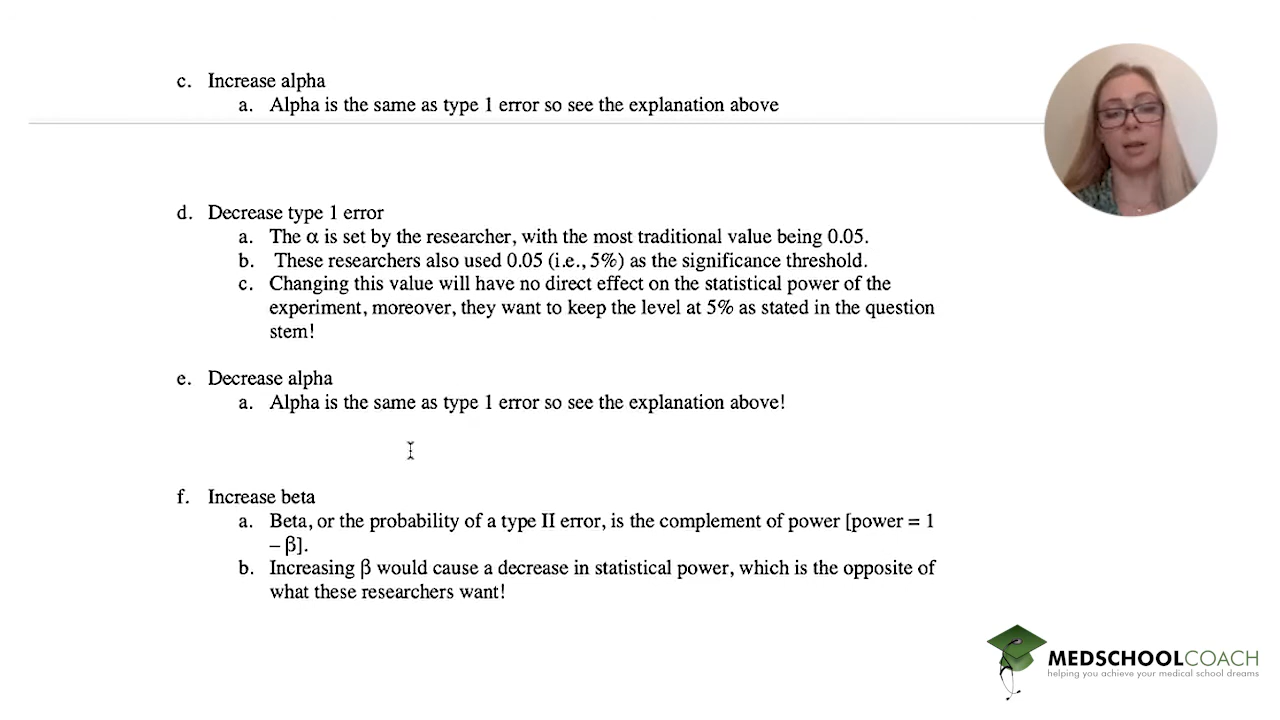 c. Increase alpha
a. Alpha is the same as type 1 error so see the explanation above
d. Decrease type 1 error
a. The α is set by the researcher, with the most traditional value being 0.05.
b. These researchers also used 0.05 (i.e., 5%) as the significance threshold.
c. Changing this value will have no direct effect on the statistical power of the
experiment, moreover, they want to keep the level at 5% as stated in the question
stem!
e. Decrease alpha
a. Alpha is the same as type 1 error so see the explanation above!
f. Increase beta
a. Beta, or the probability of a type II error, is the complement of power [power = 1
– β].
b. Increasing β would cause a decrease in statistical power, which is the opposite of
what these researchers want!
MEDSCHOOLCOACH
helping you achieve your medical school dreams